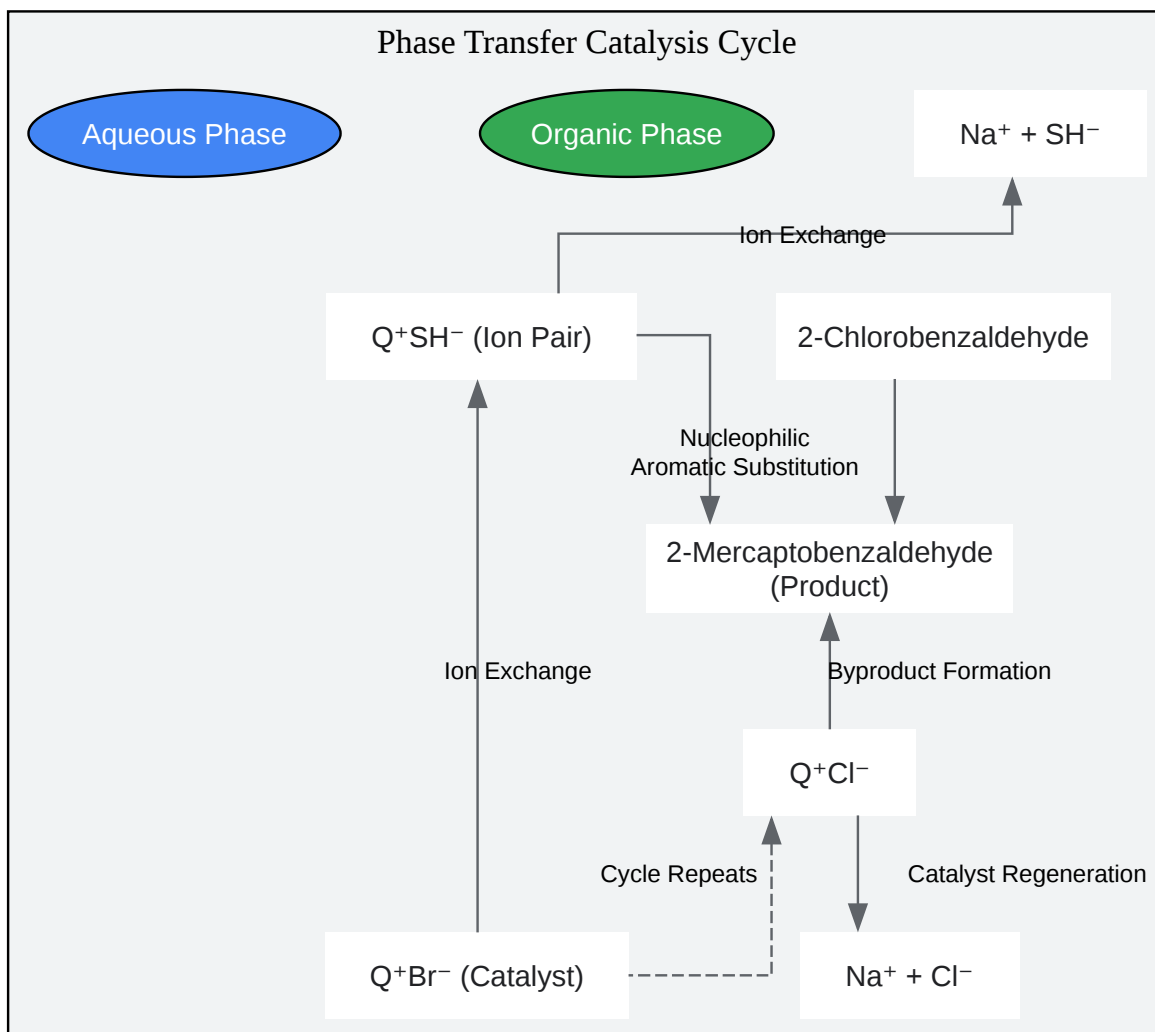 Phase Transfer Catalysis Cycle
Aqueous Phase
Organic Phase
Na⁺ + SH⁻
Ion Exchange
Q⁺SH⁻ (Ion Pair)
2-Chlorobenzaldehyde
Nucleophilic
Aromatic Substitution
2-Mercaptobenzaldehyde
(Product)
Ion Exchange
Byproduct Formation
Q⁺Cl⁻
Cycle Repeats
Catalyst Regeneration
Q⁺Br⁻ (Catalyst)
Na⁺ + Cl⁻